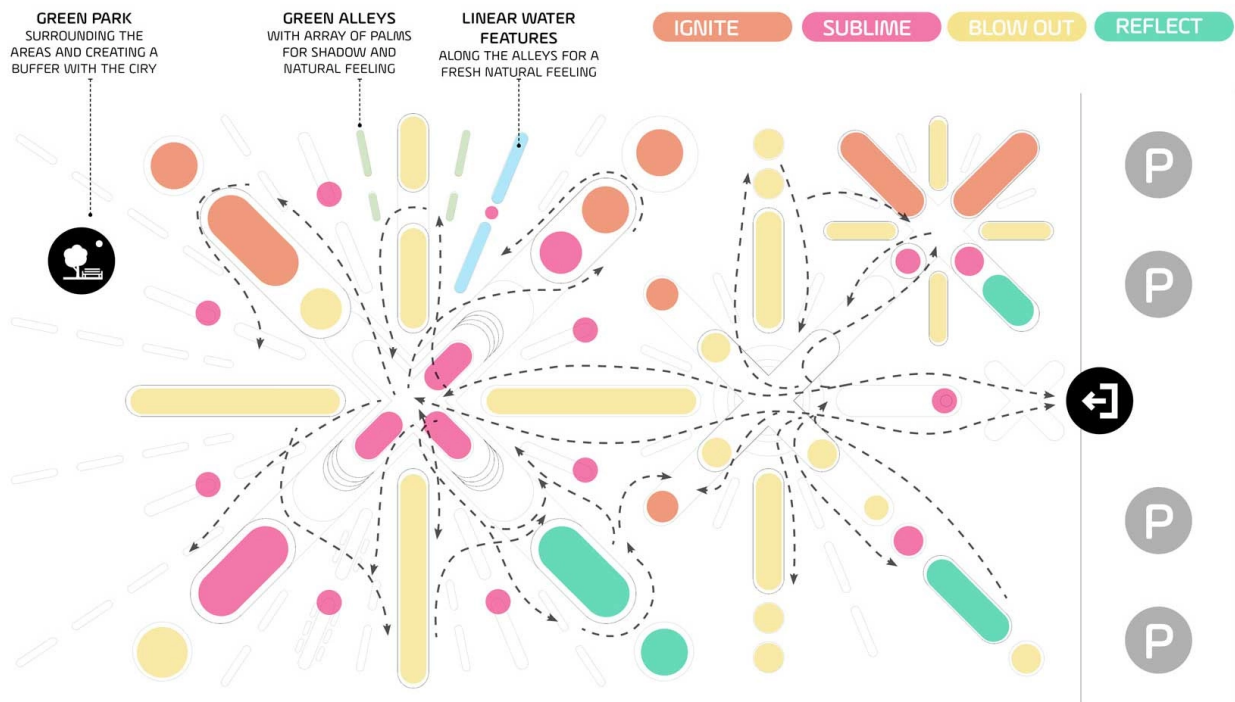 GREEN PARK
SURROUNDING THE
AREAS AND CREATING A
BUFFER WITH THE CIRY
GREEN ALLEYS
WITH ARRAY OF PALMS
FOR SHADOW AND
NATURAL FEELING
LINEAR WATER
FEATURES
ALONG THE ALLEYS FOR A
FRESH NATURAL FEELING
IGNITE
SUBLIME
BLOW OUT
REFLECT
P
P
P
P